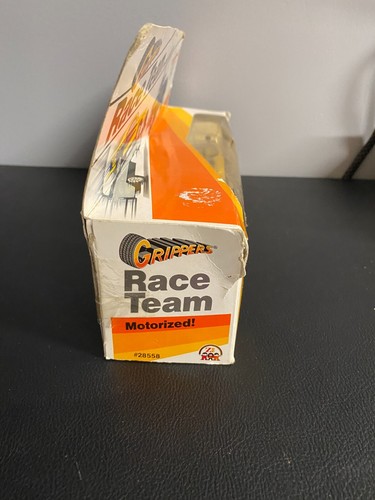 GRIPPERS
Race
Team
Motorized!
#28558